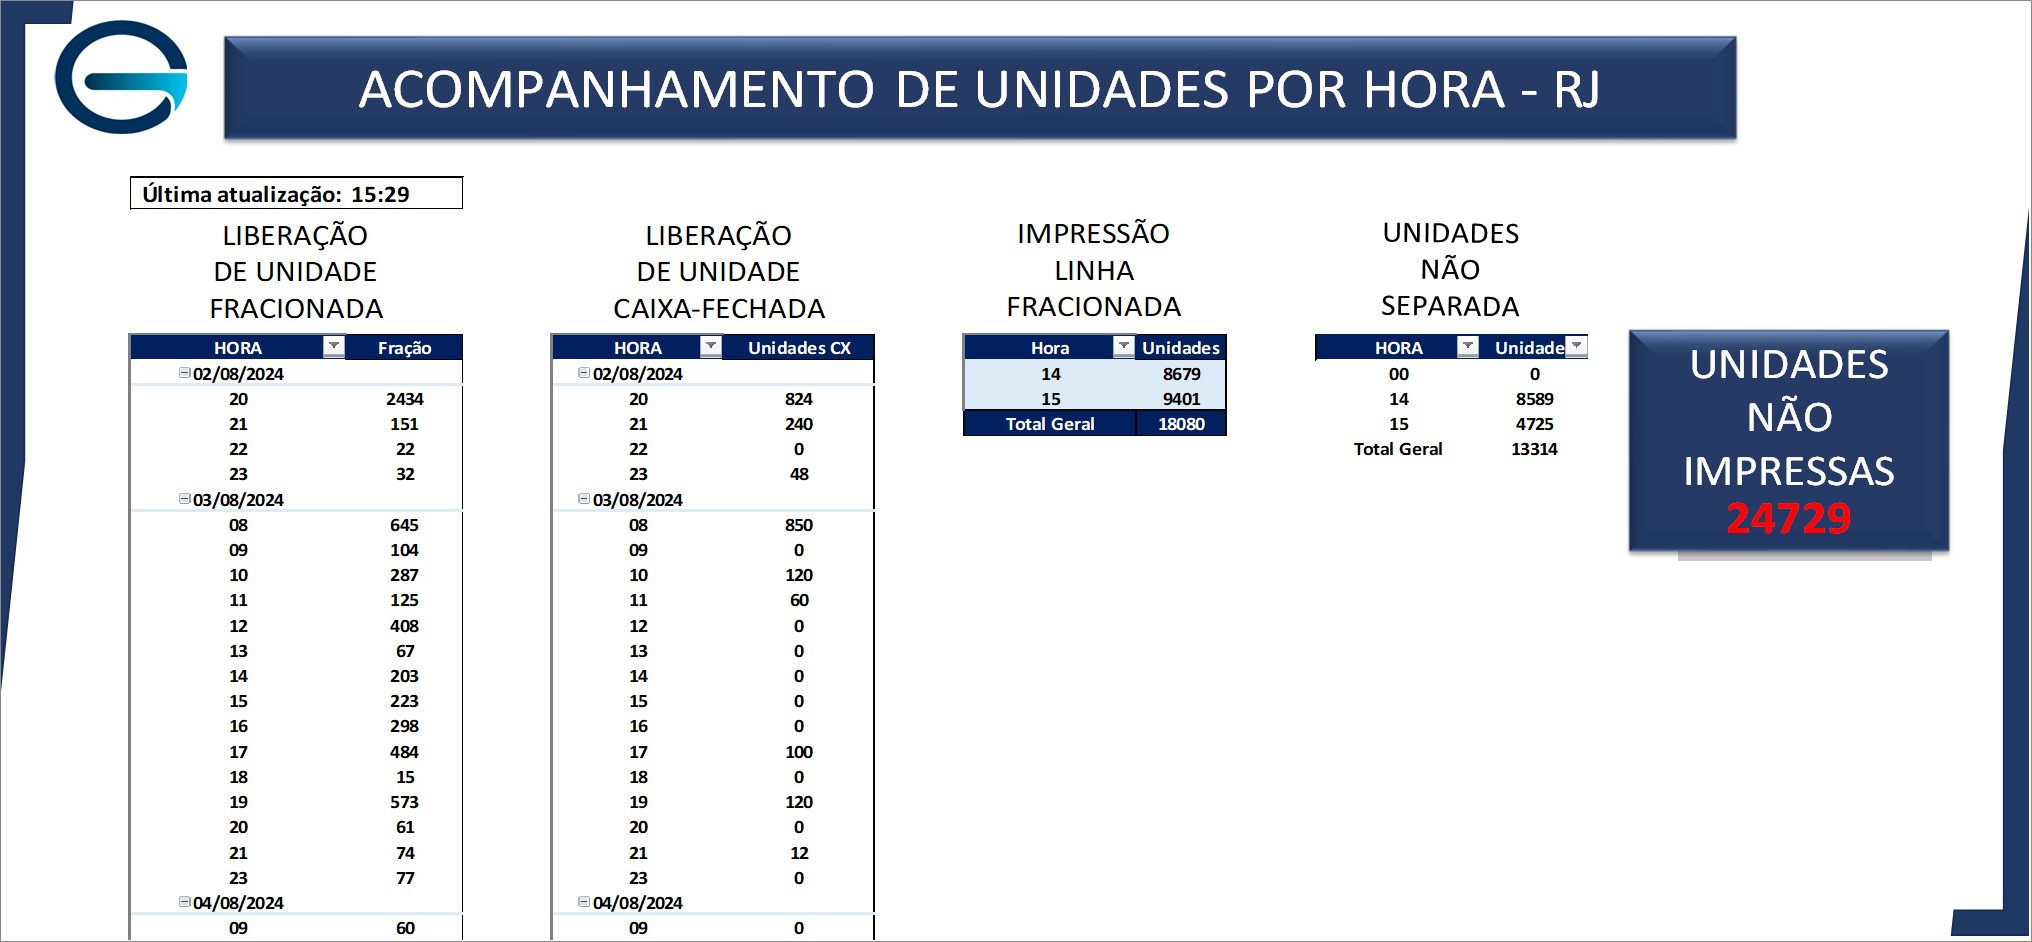 ACOMPANHAMENTO DE UNIDADES POR HORA - RJ
Última atualização: 15:29
LIBERAÇÃO
DE UNIDADE
FRACIONADA
HORA Fração
02/08/2024
20 2434
21 151
22 22
23 32
03/08/2024
08 645
09 104
10 287
11 125
12 408
13 67
14 203
15 223
16 298
17 484
18 15
19 573
20 61
21 74
23 77
04/08/2024
09 60
LIBERAÇÃO
DE UNIDADE
CAIXA-FECHADA
HORA Unidades CX
02/08/2024
20 824
21 240
22 0
23 48
03/08/2024
08 850
09 0
10 120
11 60
12 0
13 0
14 0
15 0
16 0
17 100
18 0
19 120
20 0
21 12
23 0
04/08/2024
09 0
IMPRESSÃO
LINHA
FRACIONADA
Hora Unidades
14 8679
15 9401
Total Geral 18080
UNIDADES
NÃO
SEPARADA
HORA Unidade
00 0
14 8589
15 4725
Total Geral 13314
UNIDADES
NÃO
IMPRESSAS
24729